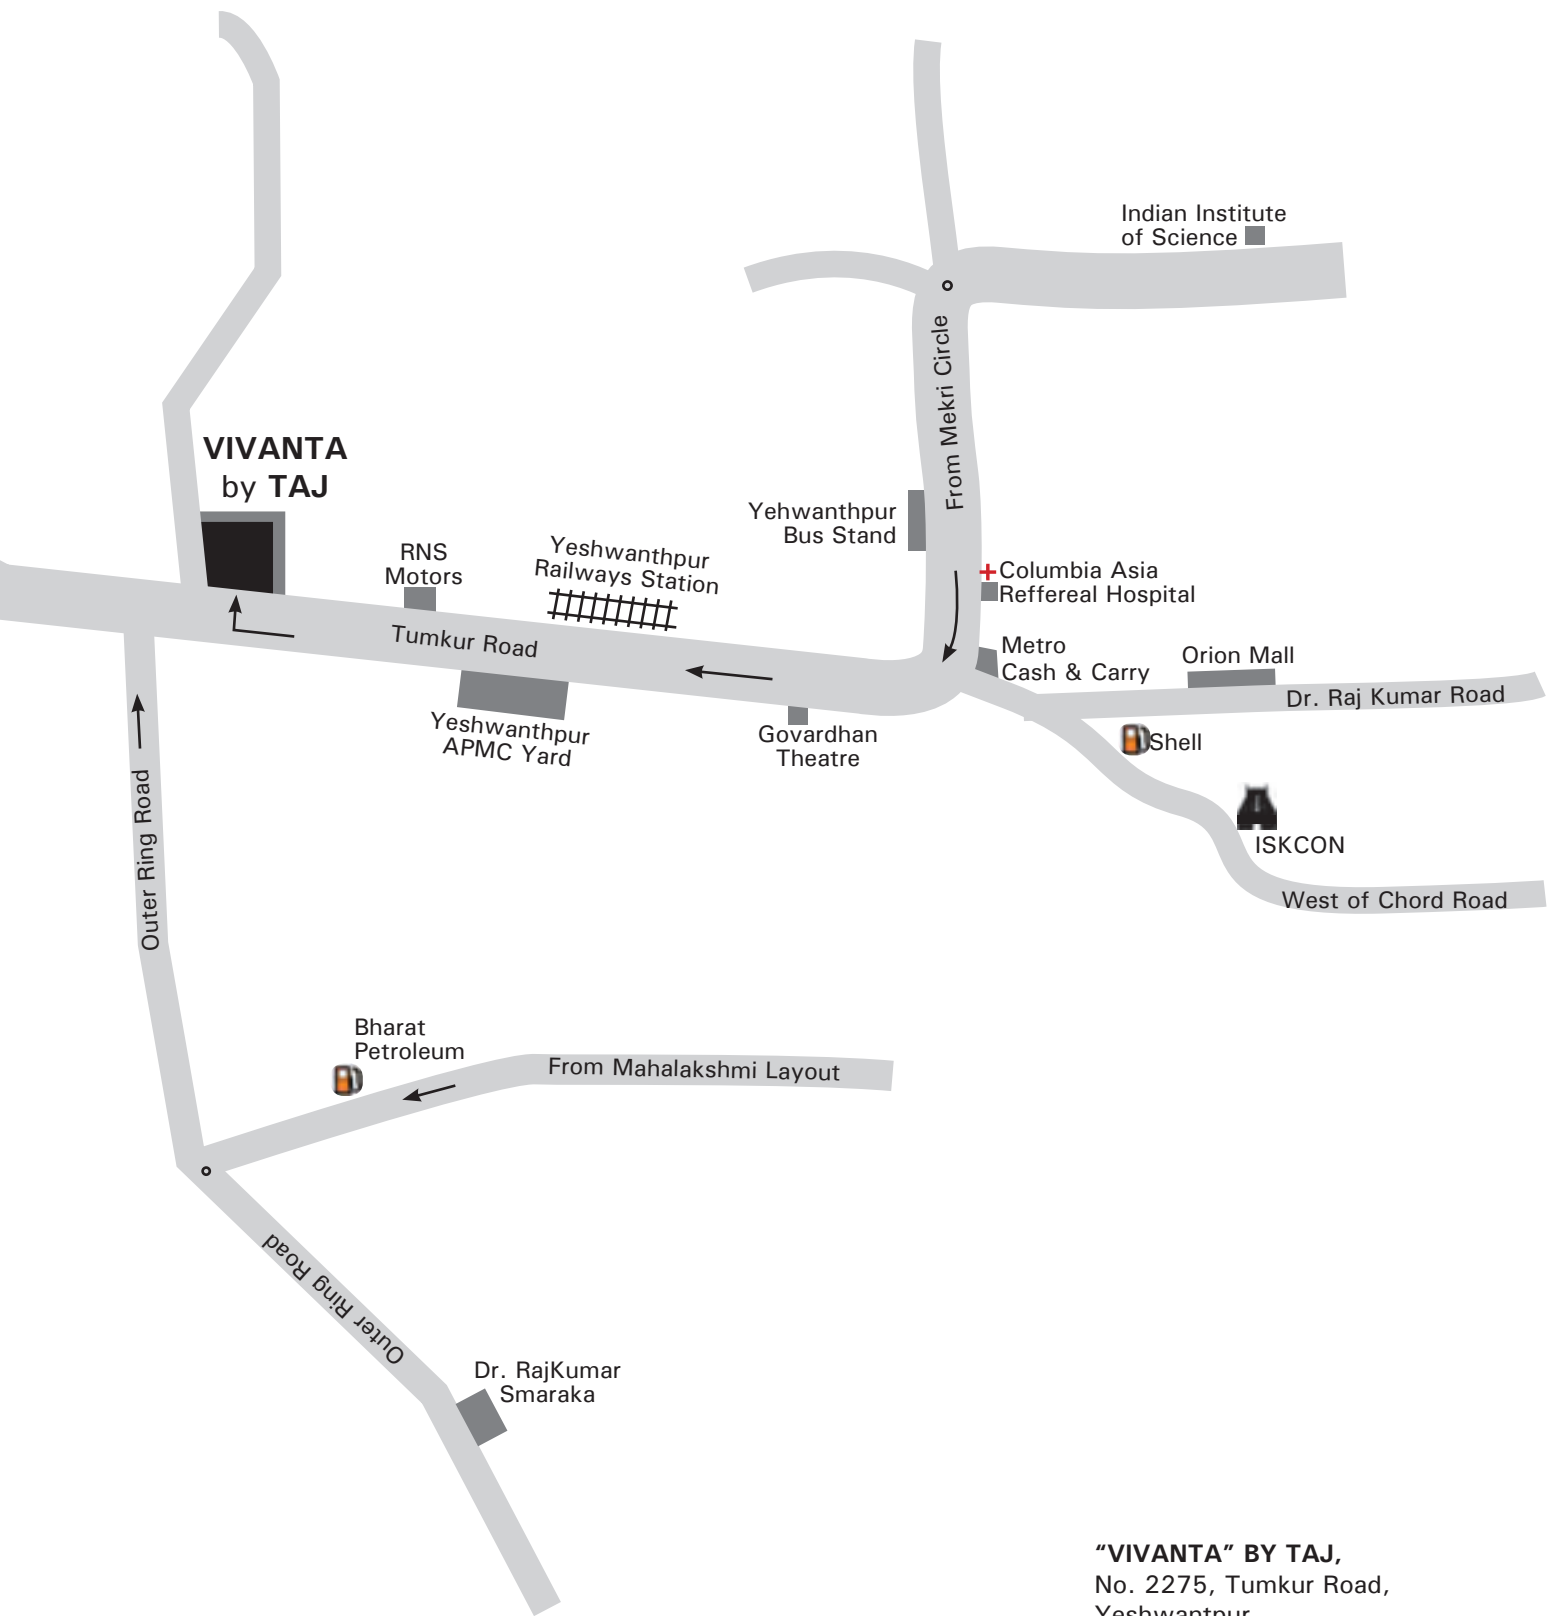 Indian Institute
of Science
From Mekri Circle
VIVANTA
by TAJ
Yehwanthpur
Bus Stand
RNS
Motors
Yeshwanthpur
Railways Station
Columbia Asia
Reffereal Hospital
Tumkur Road
Metro
Cash & Carry
Orion Mall
Dr. Raj Kumar Road
Yeshwanthpur
APMC Yard
Govardhan
Theatre
Shell
Outer Ring Road
ISKCON
West of Chord Road
Bharat
Petroleum
From Mahalakshmi Layout
Outer Ring Road
Dr. RajKumar
Smaraka
“VIVANTA” BY TAJ,
No. 2275, Tumkur Road,
Yeshwantpur